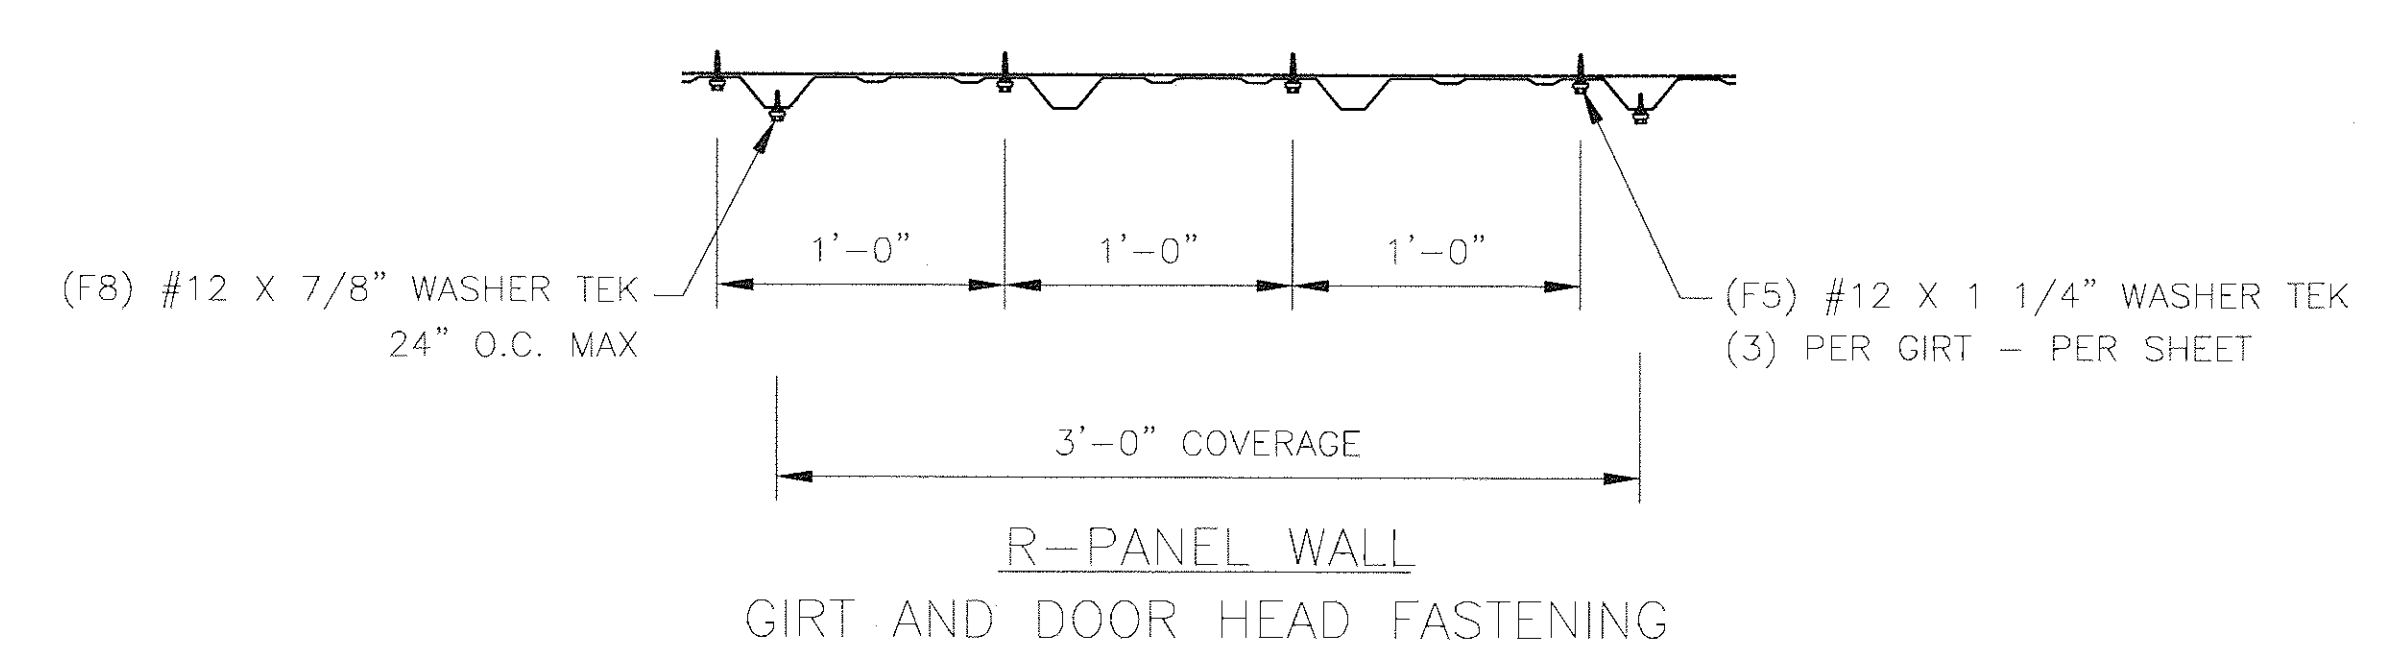 1'-0" 1'-0" 1'-0"
(F8) #12 X 7/8" WASHER TEK
24" O.C. MAX
(F5) #12 X 1 1/4" WASHER TEK
(3) PER GIRT - PER SHEET
3'-0" COVERAGE
R-PANEL WALL
GIRT AND DOOR HEAD FASTENING